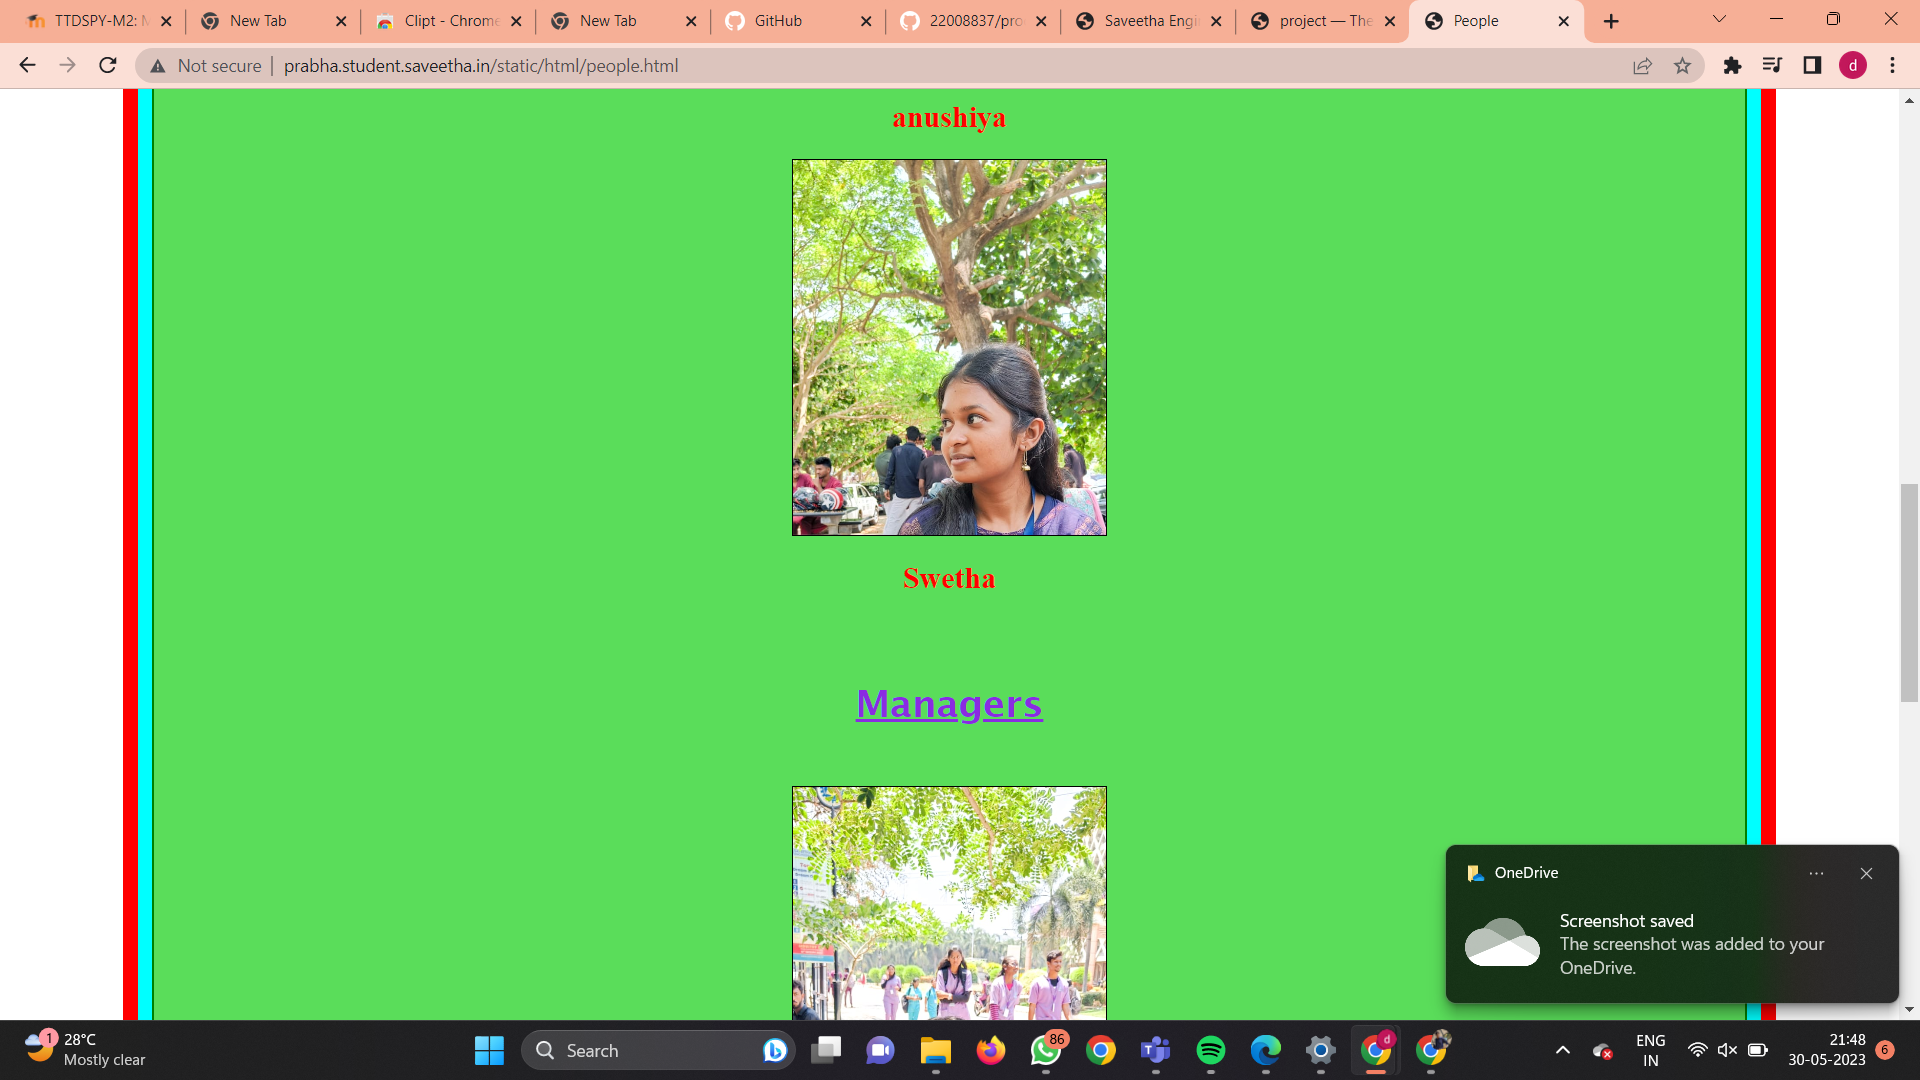 TTDSPY-M2: M
New Tab
Clipt - Chrome
New Tab
GitHub
22008837/pro
Saveetha Engi
project — The
People
Not secure
prabha.student.saveetha.in/static/html/people.html
d
anushiya
Swetha
Managers
OneDrive
Screenshot saved
The screenshot was added to your
OneDrive.
1
28°C
Mostly clear
Search
86
d
ENG
IN
21:48
30-05-2023
6